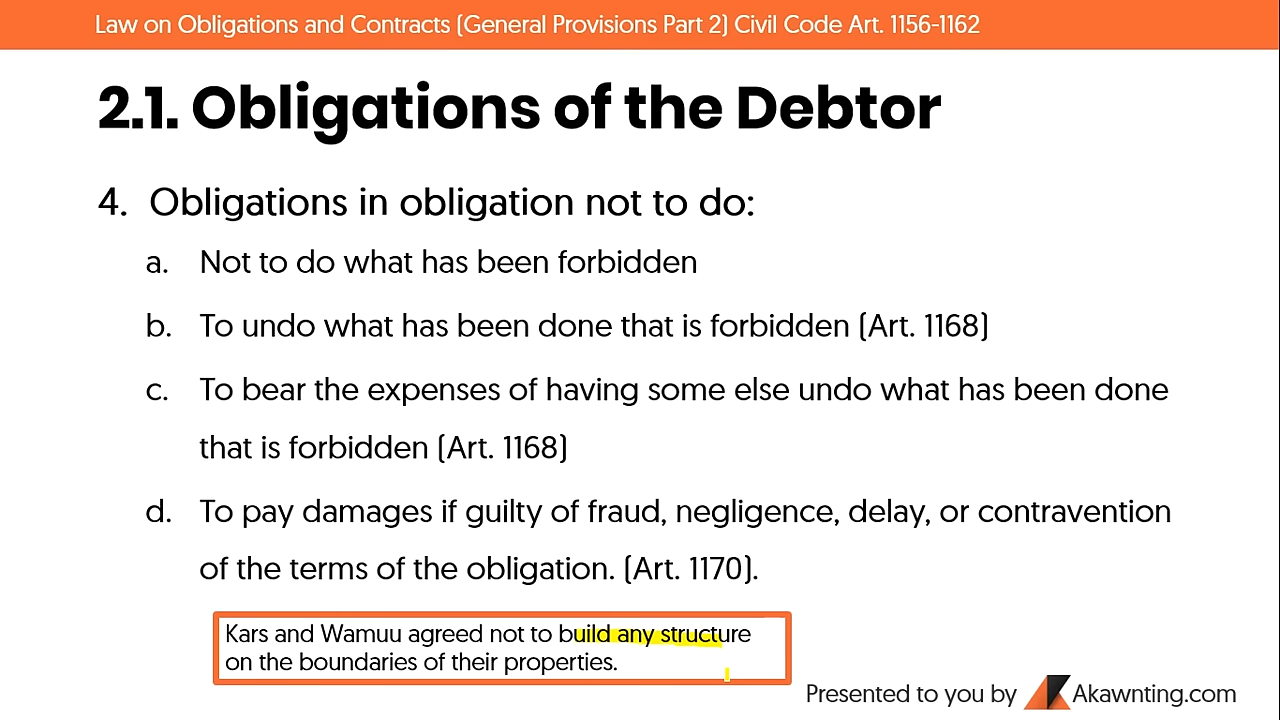 Law on Obligations and Contracts (General Provisions Part 2) Civil Code Art. 1156-1162
2.1. Obligations of the Debtor
4. Obligations in obligation not to do:
a. Not to do what has been forbidden
b. To undo what has been done that is forbidden (Art. 1168)
c. To bear the expenses of having some else undo what has been done
that is forbidden (Art. 1168)
d. To pay damages if guilty of fraud, negligence, delay, or contravention
of the terms of the obligation. (Art. 1170).
Kars and Wamuu agreed not to build any structure
on the boundaries of their properties.
Presented to you by Akawnting.com